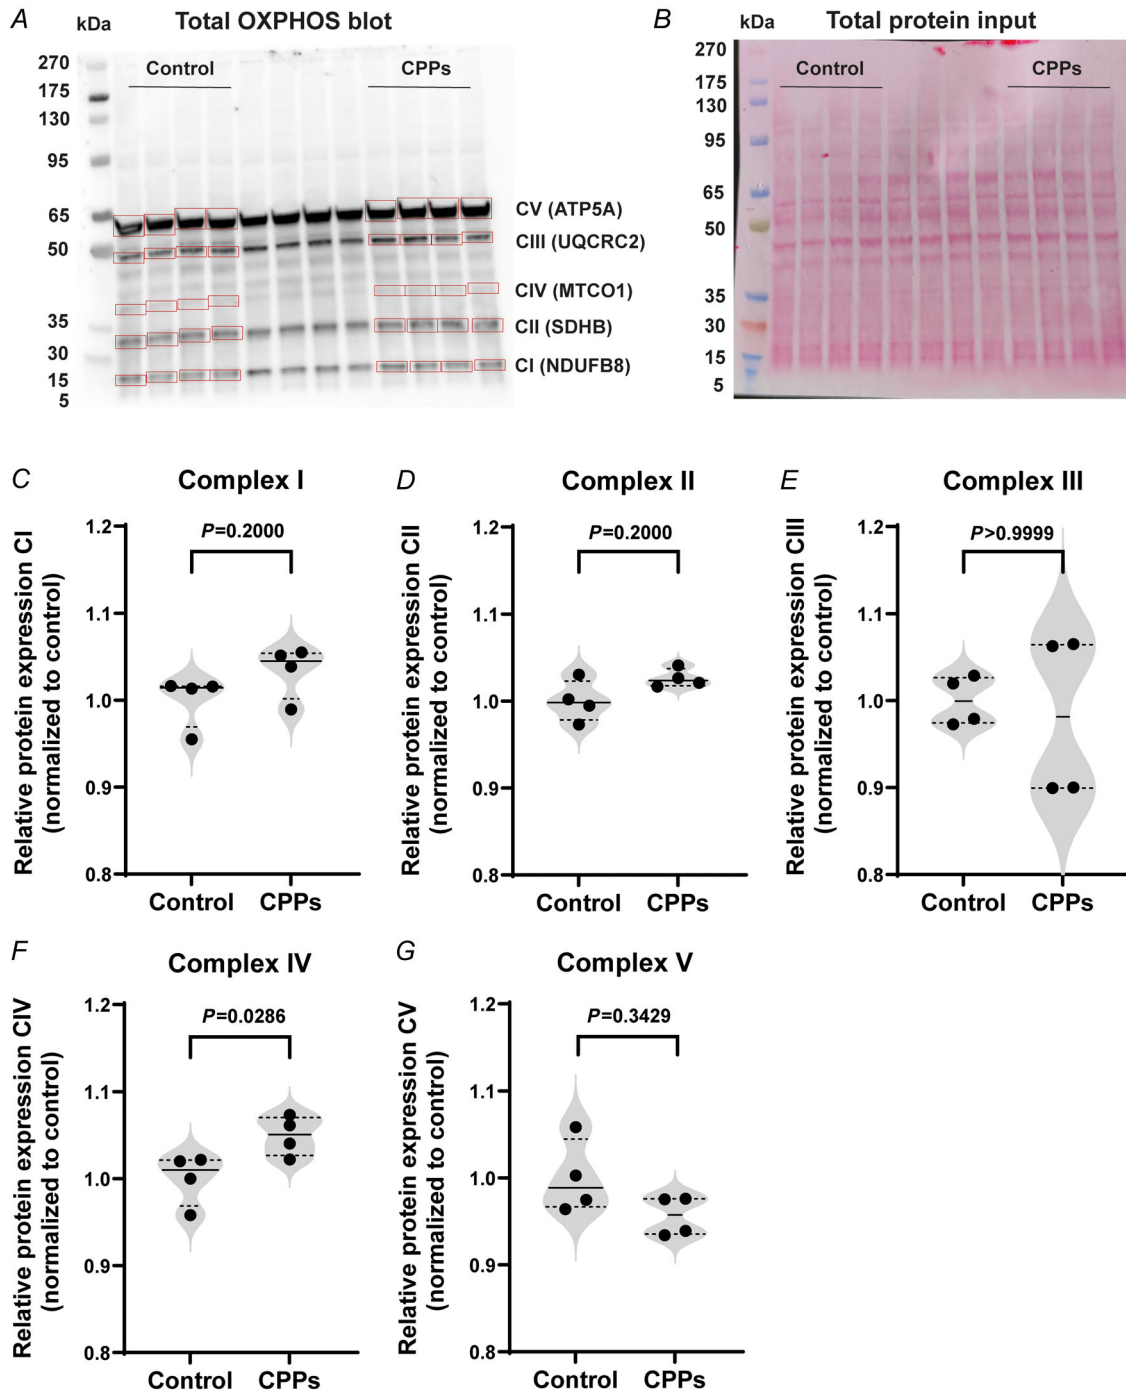 A kDa Total OXPHOS blot
Control CPPs
270
175
130
95
65
50
35
30
15
5
CV (ATP5A)
CIII (UQCRC2)
CIV (MTCO1)
CII (SDHB)
CI (NDUFB8)
B kDa Total protein input
Control CPPs
270
175
130
95
65
50
35
30
15
5
C Complex I
Relative protein expression CI
(normalized to control)
P=0.2000
1.2
1.1
1.0
0.9
0.8
Control CPPs
D Complex II
Relative protein expression CII
(normalized to control)
P=0.2000
1.2
1.1
1.0
0.9
0.8
Control CPPs
E Complex III
Relative protein expression CIII
(normalized to control)
P>0.9999
1.2
1.1
1.0
0.9
0.8
Control CPPs
F Complex IV
Relative protein expression CIV
(normalized to control)
P=0.0286
1.2
1.1
1.0
0.9
0.8
Control CPPs
G Complex V
Relative protein expression CV
(normalized to control)
P=0.3429
1.2
1.1
1.0
0.9
0.8
Control CPPs